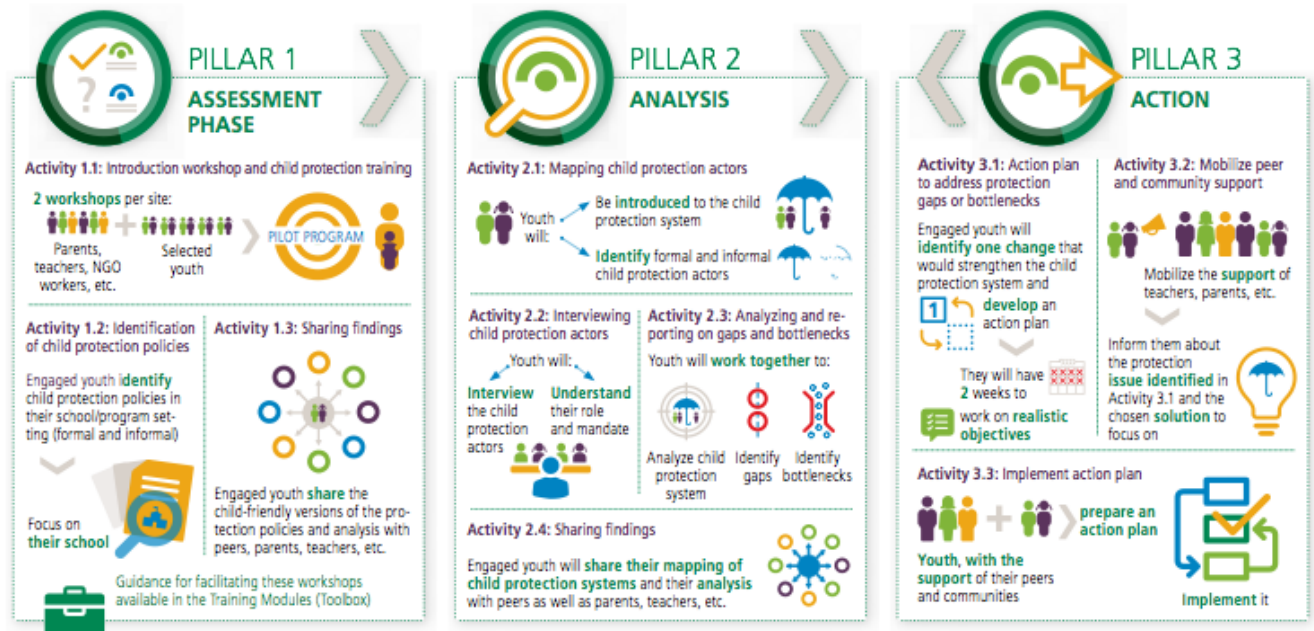 PILLAR 1
ASSESSMENT
PHASE
Activity 1.1: Introduction workshop and child protection training
2 workshops per site:
PILOT PROGRAM
Parents,
teachers, NGO
workers, etc.
Selected
youth
Activity 1.2: Identification
of child protection policies
Engaged youth identify
child protection policies in
their school/program set-
ting (formal and informal)
Focus on
their school
Activity 1.3: Sharing findings
Engaged youth share the
child-friendly versions of the pro-
tection policies and analysis with
peers, parents, teachers, etc.
Guidance for facilitating these workshops
available in the Training Modules (Toolbox)
PILLAR 2
ANALYSIS
Activity 2.1: Mapping child protection actors
Youth
will:
Be introduced to the child
protection system
Identify formal and informal
child protection actors
Activity 2.2: Interviewing
child protection actors
Youth will:
Interview
the child
protection
actors
Understand
their role
and mandate
Activity 2.3: Analyzing and re-
porting on gaps and bottlenecks
Youth will work together to:
Analyze child
protection
system
Identify
gaps
Identify
bottlenecks
Activity 2.4: Sharing findings
Engaged youth will share their mapping of
child protection systems and their analysis
with peers as well as parents, teachers, etc.
PILLAR 3
ACTION
Activity 3.1: Action plan
to address protection
gaps or bottlenecks
Engaged youth will
identify one change that
would strengthen the child
protection system and
1
develop an
action plan
They will have
2 weeks to
work on realistic
objectives
Activity 3.2: Mobilize peer
and community support
Mobilize the support of
teachers, parents, etc.
Inform them about
the protection
issue identified in
Activity 3.1 and the
chosen solution to
focus on
Activity 3.3: Implement action plan
prepare an
action plan
Youth, with the
support of their peers
and communities
Implement it